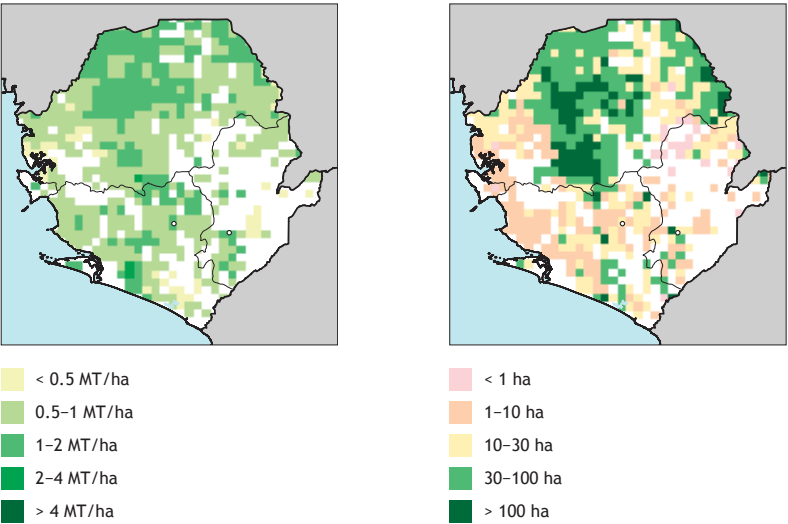 < 0.5 MT/ha
0.5–1 MT/ha
1–2 MT/ha
2–4 MT/ha
> 4 MT/ha
< 1 ha
1–10 ha
10–30 ha
30–100 ha
> 100 ha